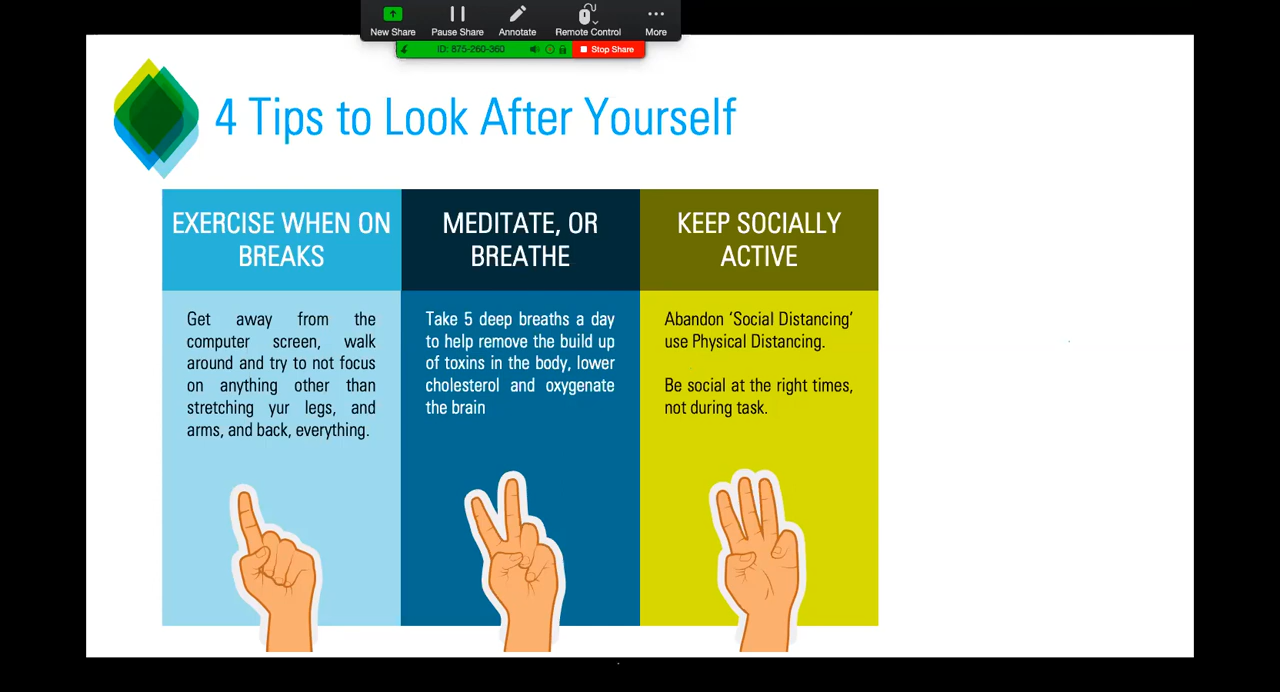 New Share
Pause Share
Annotate
Remote Control
More
ID: 875-260-360
Stop Share
4 Tips to Look After Yourself
EXERCISE WHEN ON
BREAKS
Get away from the
computer screen, walk
around and try to not focus
on anything other than
stretching yur legs, and
arms, and back, everything.
MEDITATE, OR
BREATHE
Take 5 deep breaths a day
to help remove the build up
of toxins in the body, lower
cholesterol and oxygenate
the brain
KEEP SOCIALLY
ACTIVE
Abandon ‘Social Distancing’
use Physical Distancing.
Be social at the right times,
not during task.